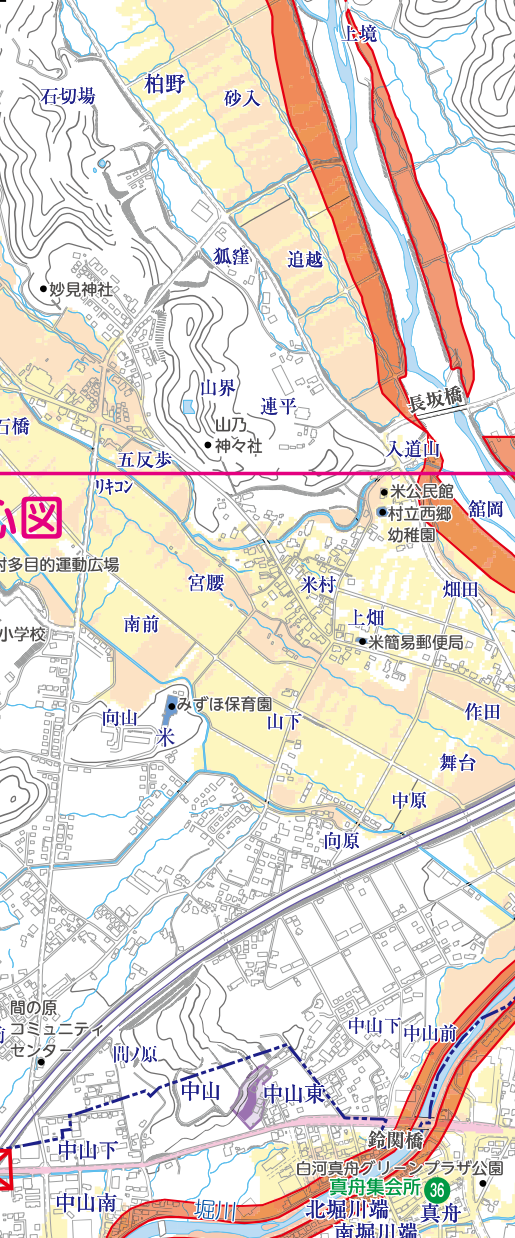 上境
柏野
石切場
砂入
狐窪
追越
妙見神社
山界
連平
長坂橋
石橋
山乃
神々社
入道山
五反歩
リキコン
米公民館
舘岡
心図
村立西郷
幼稚園
村多目的運動広場
宮腰
米村
畑田
上畑
南前
小学校
米簡易郵便局
みずほ保育園
向山
米
山下
作田
舞台
中原
向原
間の原
コミュニティ
センター
中山下
中山前
間ノ原
中山
中山東
鈴関橋
中山下
白河真舟グリーンプラザ公園
真舟集会所
36
中山南
堀川
北堀川端
真舟
南堀川端